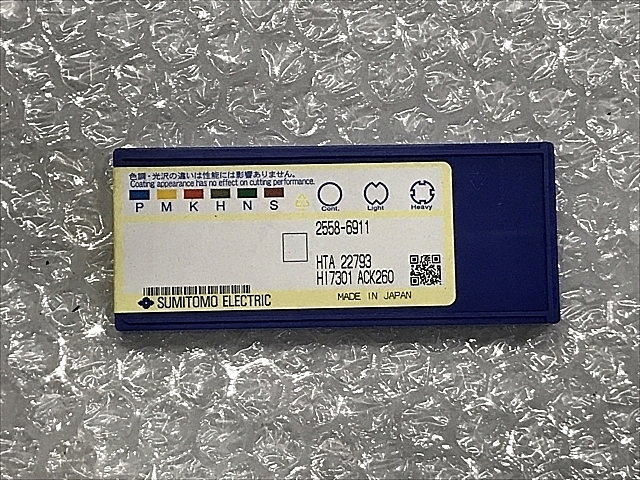 色調・光沢の違いは性能には影響ありません。
Coating appearance has no effect on cutting performance.
P M K H N S
Cont. Light Heavy
2558-6911
HTA 22793
HI7301 ACK260
SUMITOMO ELECTRIC
MADE IN JAPAN